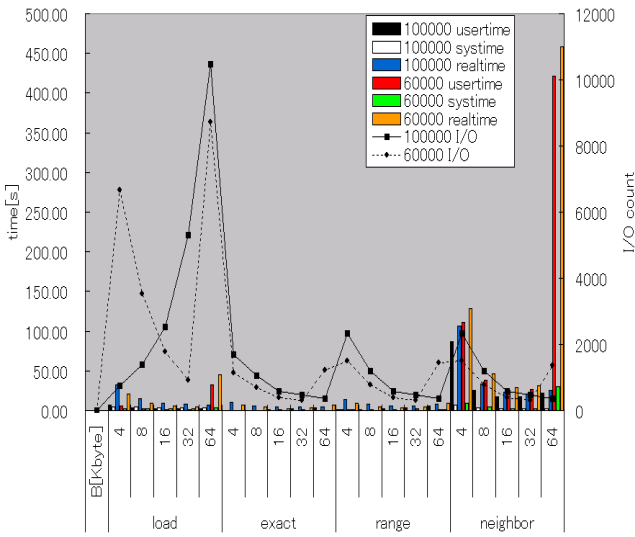 500.00
450.00
400.00
350.00
300.00
250.00
200.00
150.00
100.00
50.00
0.00
time[s]
12000
10000
8000
6000
4000
2000
0
I/O count
100000 usertime
100000 systime
100000 realtime
60000 usertime
60000 systime
60000 realtime
100000 I/O
60000 I/O
B[Kbyte] 4 8 16 32 64 4 8 16 32 64 4 8 16 32 64 4 8 16 32 64
load exact range neighbor